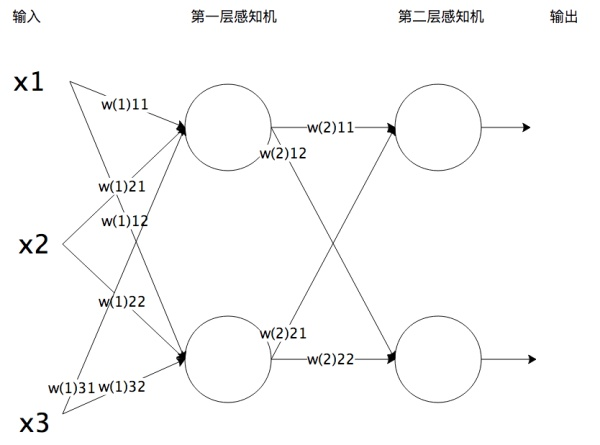 输入 第一层感知机 第二层感知机 输出
x1
w(1)11
w(2)11
w(2)12
w(1)21
w(1)12
x2
w(1)22
w(2)21
w(2)22
w(1)31 w(1)32
x3